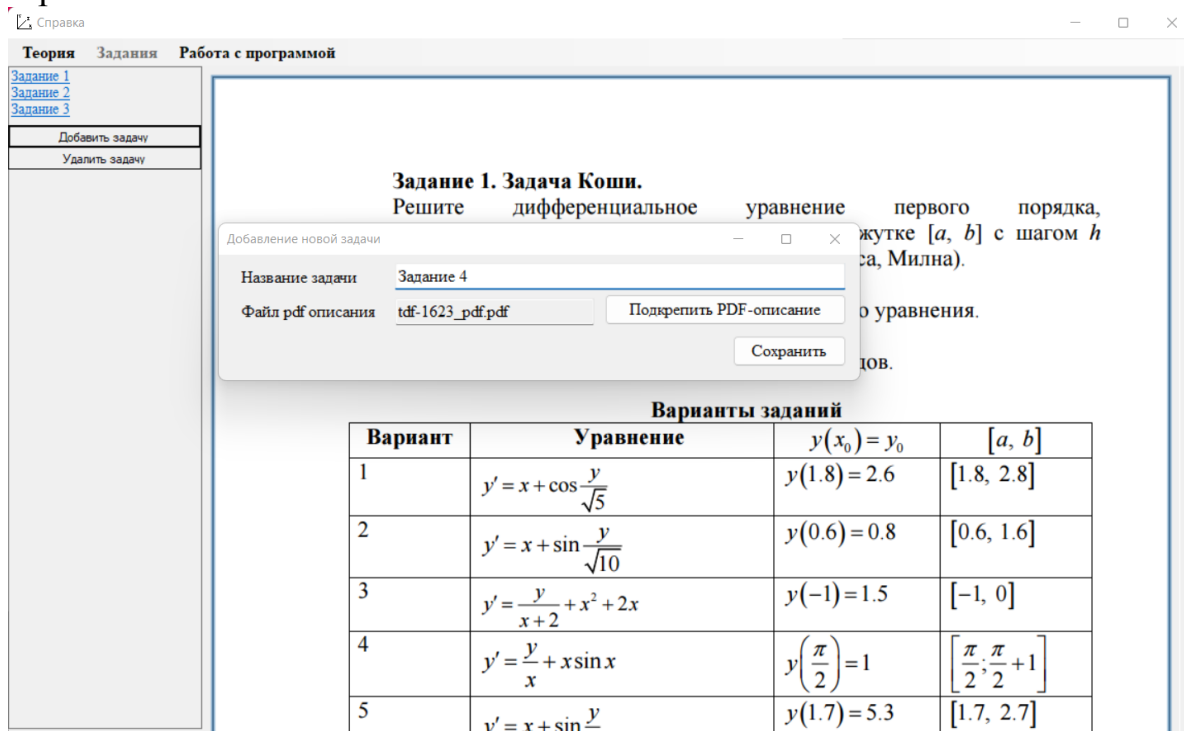 Справка
Теория Задания Работа с программой
Задание 1
Задание 2
Задание 3
Добавить задачу
Удалить задачу
Задание 1. Задача Коши.
Решите дифференциальное уравнение первого порядка,
[a, b] с шагом h
Милна).
уравнения.
Добавление новой задачи
Название задачи Задание 4
Файл pdf описания tdf-1623_pdf.pdf Подкрепить PDF-описание
Сохранить
Варианты заданий
Вариант Уравнение y(x₀) = y₀ [a, b]
1 y′ = x + cos y/√5 y(1.8) = 2.6 [1.8, 2.8]
2 y′ = x + sin y/√10 y(0.6) = 0.8 [0.6, 1.6]
3 y′ = y/(x+2) + x² + 2x y(−1) = 1.5 [−1, 0]
4 y′ = y/x + x sin x y(π/2) = 1 [π/2; π/2 + 1]
5 y′ = x + sin y y(1.7) = 5.3 [1.7, 2.7]